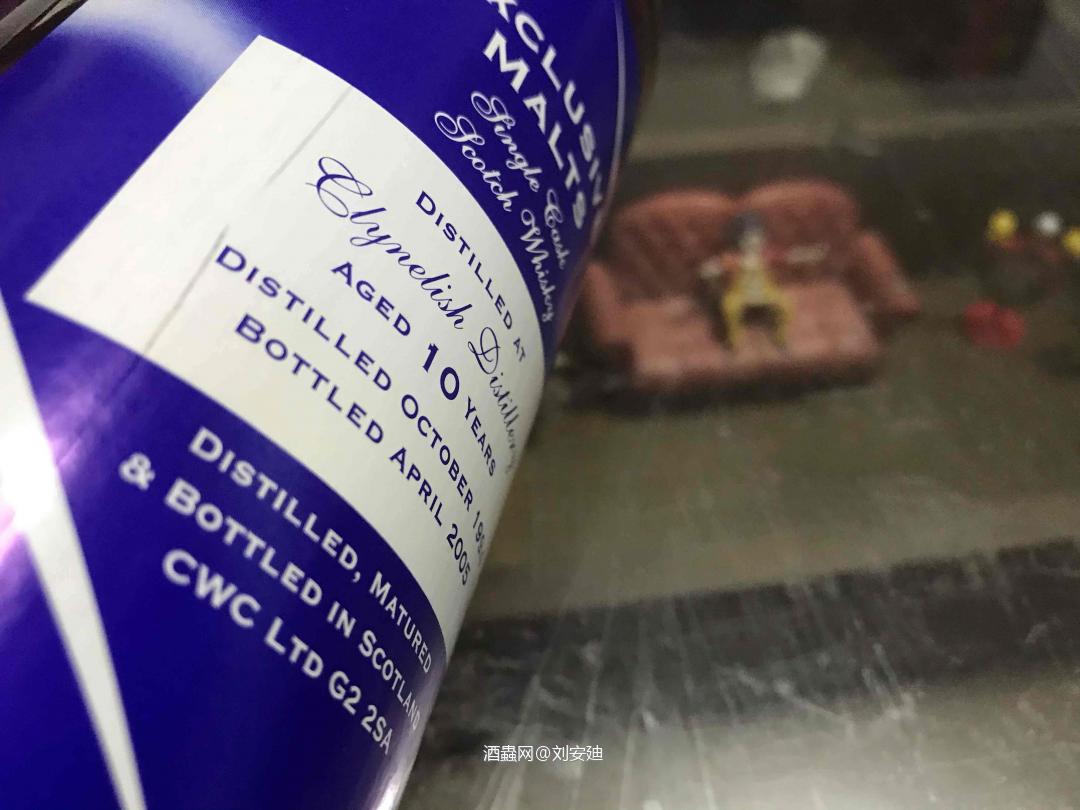 MALTS
Single Cask
Scotch Whisky
DISTILLED AT
Clynelish Distillery
AGED 10 YEARS
DISTILLED OCTOBER
BOTTLED APRIL 2005
DISTILLED, MATURED
& BOTTLED IN SCOTLAND
CWC LTD G2 2SA
酒蟲网@刘安廸